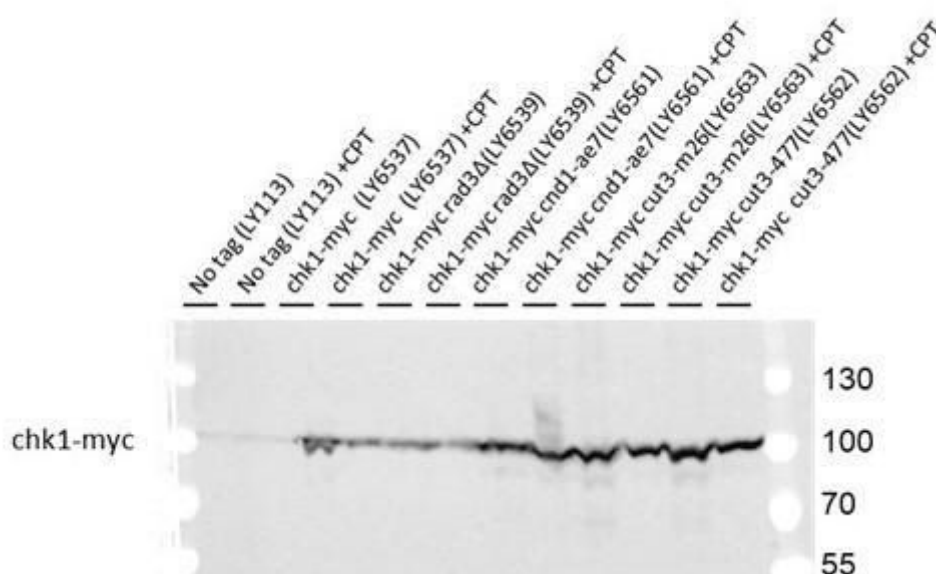 No tag (LY113)
No tag (LY113) +CPT
chk1-myc (LY6537)
chk1-myc (LY6537) +CPT
chk1-myc rad3Δ(LY6539)
chk1-myc rad3Δ(LY6539) +CPT
chk1-myc cnd1-ae7(LY6561)
chk1-myc cnd1-ae7(LY6561) +CPT
chk1-myc cut3-m26(LY6563)
chk1-myc cut3-m26(LY6563) +CPT
chk1-myc cut3-477(LY6562)
chk1-myc cut3-477(LY6562) +CPT
130
chk1-myc
100
70
55